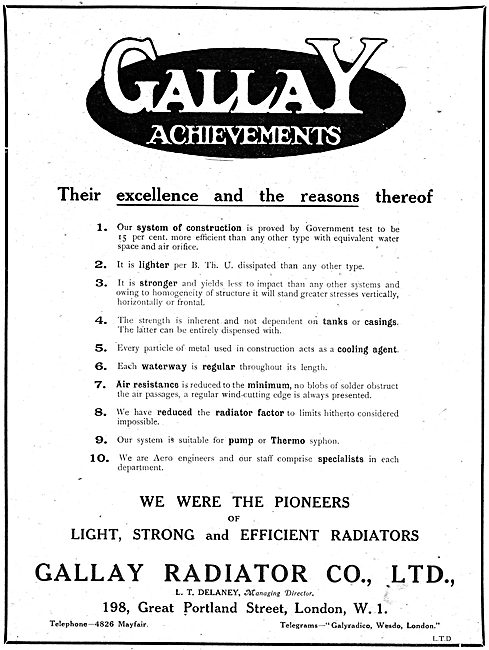 GALLAY
ACHIEVEMENTS
Their excellence and the reasons thereof
1. Our system of construction is proved by Government test to be
15 per cent. more efficient than any other type with equivalent water
space and air orifice.
2. It is lighter per B. Th. U. dissipated than any other type.
3. It is stronger and yields less to impact than any other systems and
owing to homogeneity of structure it will stand greater stresses vertically,
horizontally or frontal.
4. The strength is inherent and not dependent on tanks or casings.
The latter can be entirely dispensed with.
5. Every particle of metal used in construction acts as a cooling agent.
6. Each waterway is regular throughout its length.
7. Air resistance is reduced to the minimum, no blobs of solder obstruct
the air passages, a regular wind-cutting edge is always presented.
8. We have reduced the radiator factor to limits hitherto considered
impossible.
9. Our system is suitable for pump or Thermo syphon.
10. We are Aero engineers and our staff comprise specialists in each
department.
WE WERE THE PIONEERS
OF
LIGHT, STRONG and EFFICIENT RADIATORS
GALLAY RADIATOR CO., LTD.,
L. T. DELANEY, Managing Director.
198, Great Portland Street, London, W. 1.
Telephone—4826 Mayfair. Telegrams—"Galyradico, Wesdo, London."
L.T.D